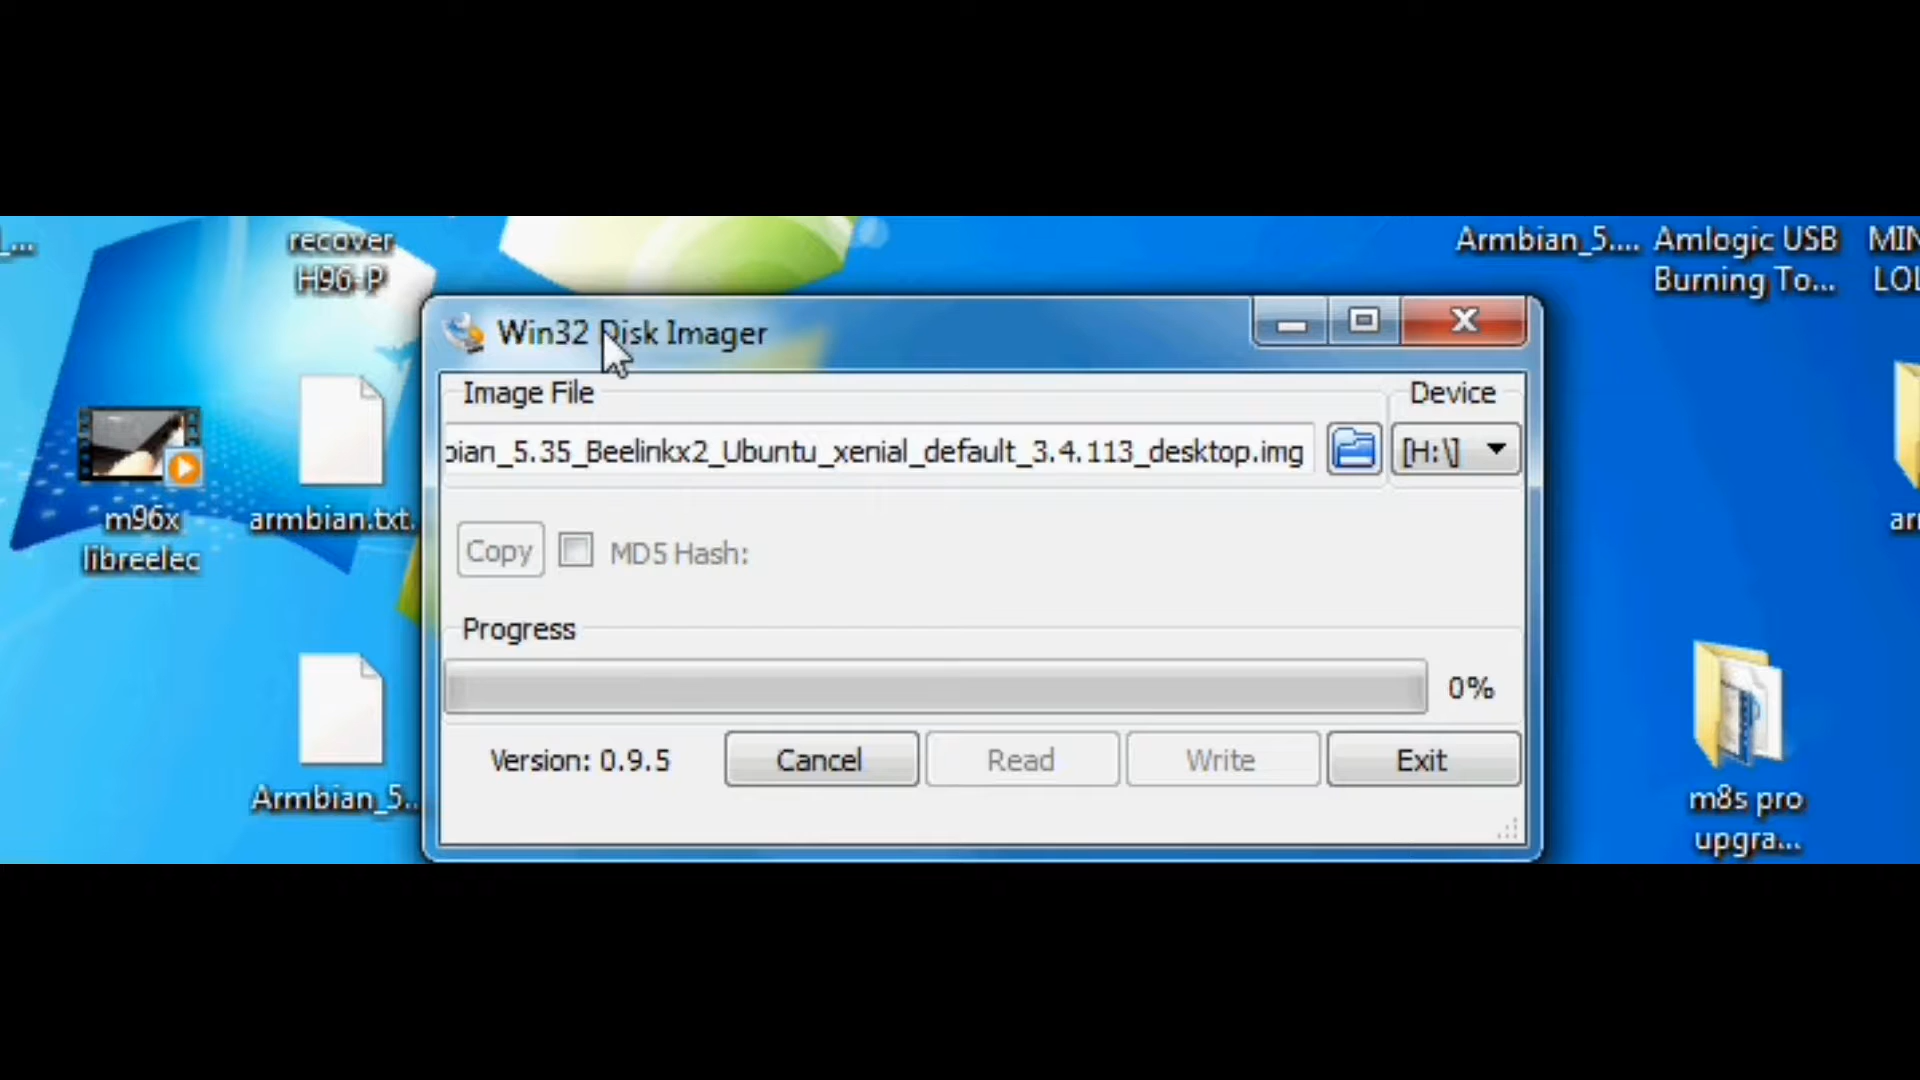 recover
H96-P
Armbian_5....
Amlogic USB
Burning To...
Win32 Disk Imager
Image File
Device
bian_5.35_Beelinkx2_Ubuntu_xenial_default_3.4.113_desktop.img
[H:\]
m96x
libreelec
armbian.txt.
Copy
MD5 Hash:
Progress
0%
Version: 0.9.5
Cancel
Read
Write
Exit
Armbian_5..
m8s pro
upgra...